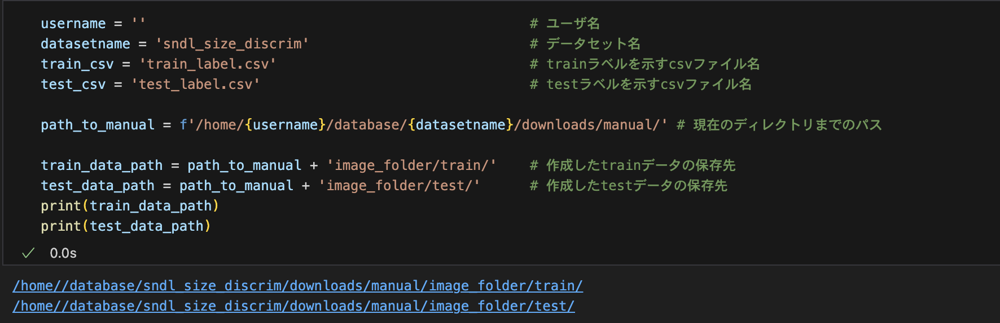 username = '' # ユーザ名
datasetname = 'sndl_size_discrim' # データセット名
train_csv = 'train_label.csv' # trainラベルを示すcsvファイル名
test_csv = 'test_label.csv' # testラベルを示すcsvファイル名
path_to_manual = f'/home/{username}/database/{datasetname}/downloads/manual/' # 現在のディレクトリまでのパス
train_data_path = path_to_manual + 'image_folder/train/' # 作成したtrainデータの保存先
test_data_path = path_to_manual + 'image_folder/test/' # 作成したtestデータの保存先
print(train_data_path)
print(test_data_path)
0.0s
/home//database/sndl_size_discrim/downloads/manual/image_folder/train/
/home//database/sndl_size_discrim/downloads/manual/image_folder/test/